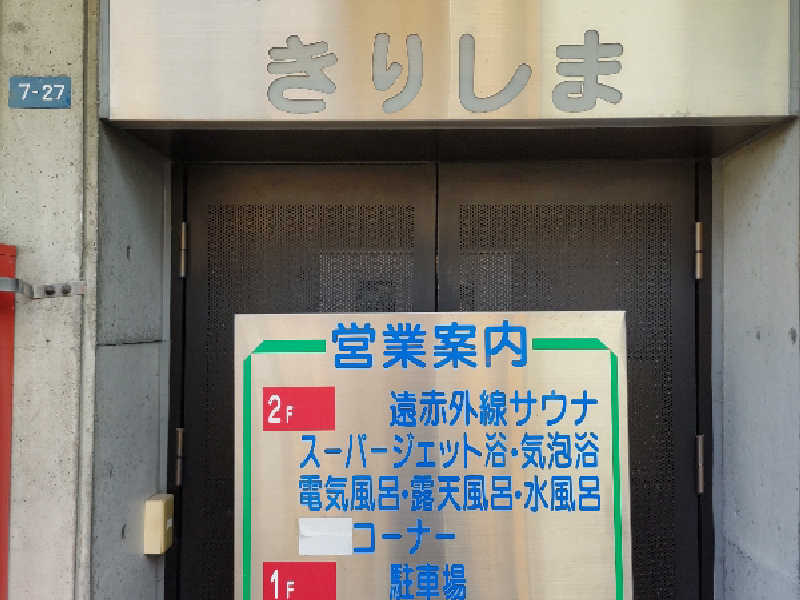 きりしま
7-27
営業案内
2F 遠赤外線サウナ
スーパージェット浴・気泡浴
電気風呂・露天風呂・水風呂
コーナー
1F 駐車場